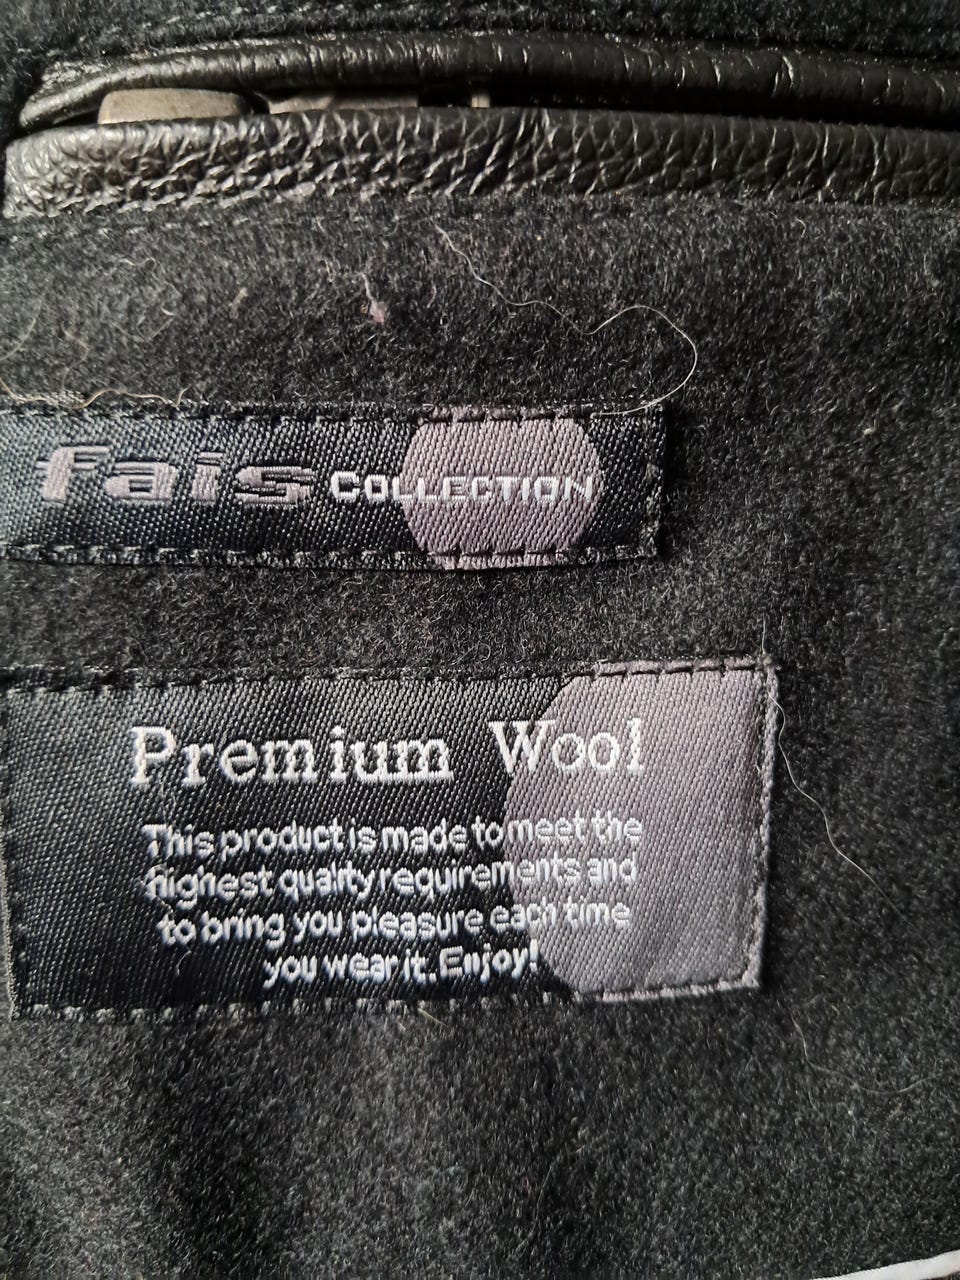 fais COLLECTION
Premium Wool
This product is made to meet the
highest quality requirements and
to bring you pleasure each time
you wear it. Enjoy!